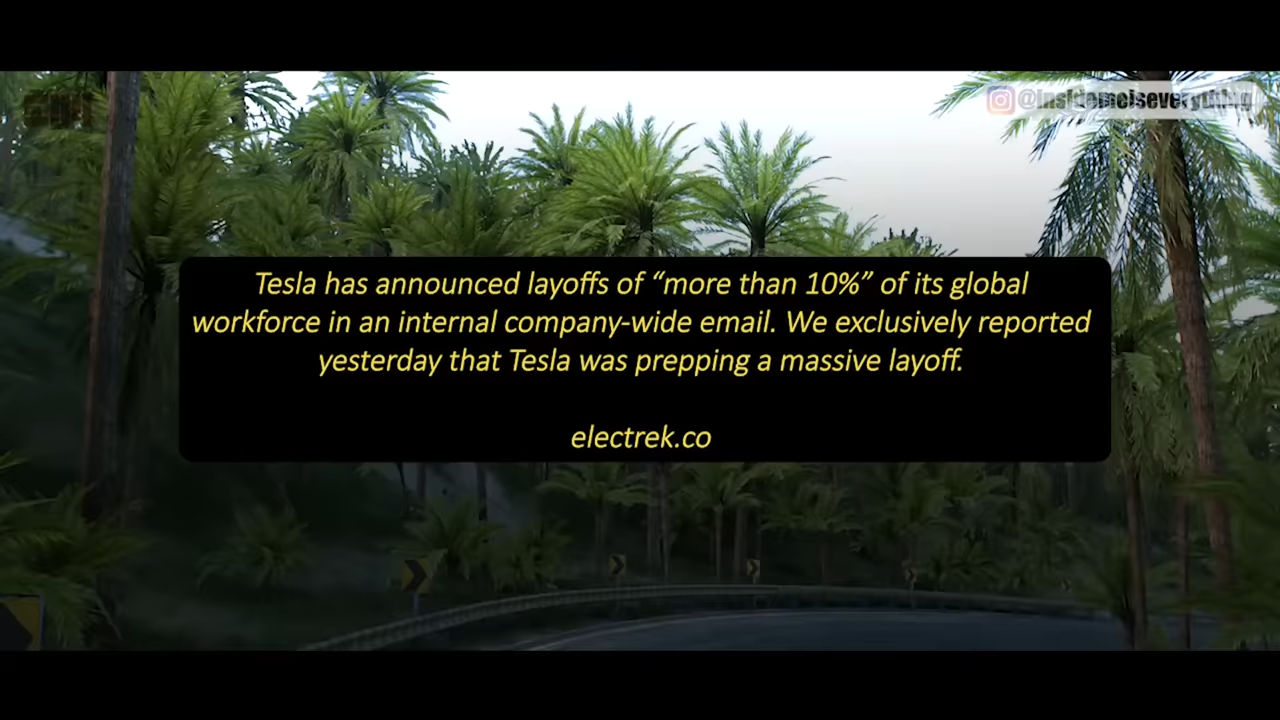 @insidemeiseverything
Tesla has announced layoffs of “more than 10%” of its global
workforce in an internal company-wide email. We exclusively reported
yesterday that Tesla was prepping a massive layoff.
electrek.co